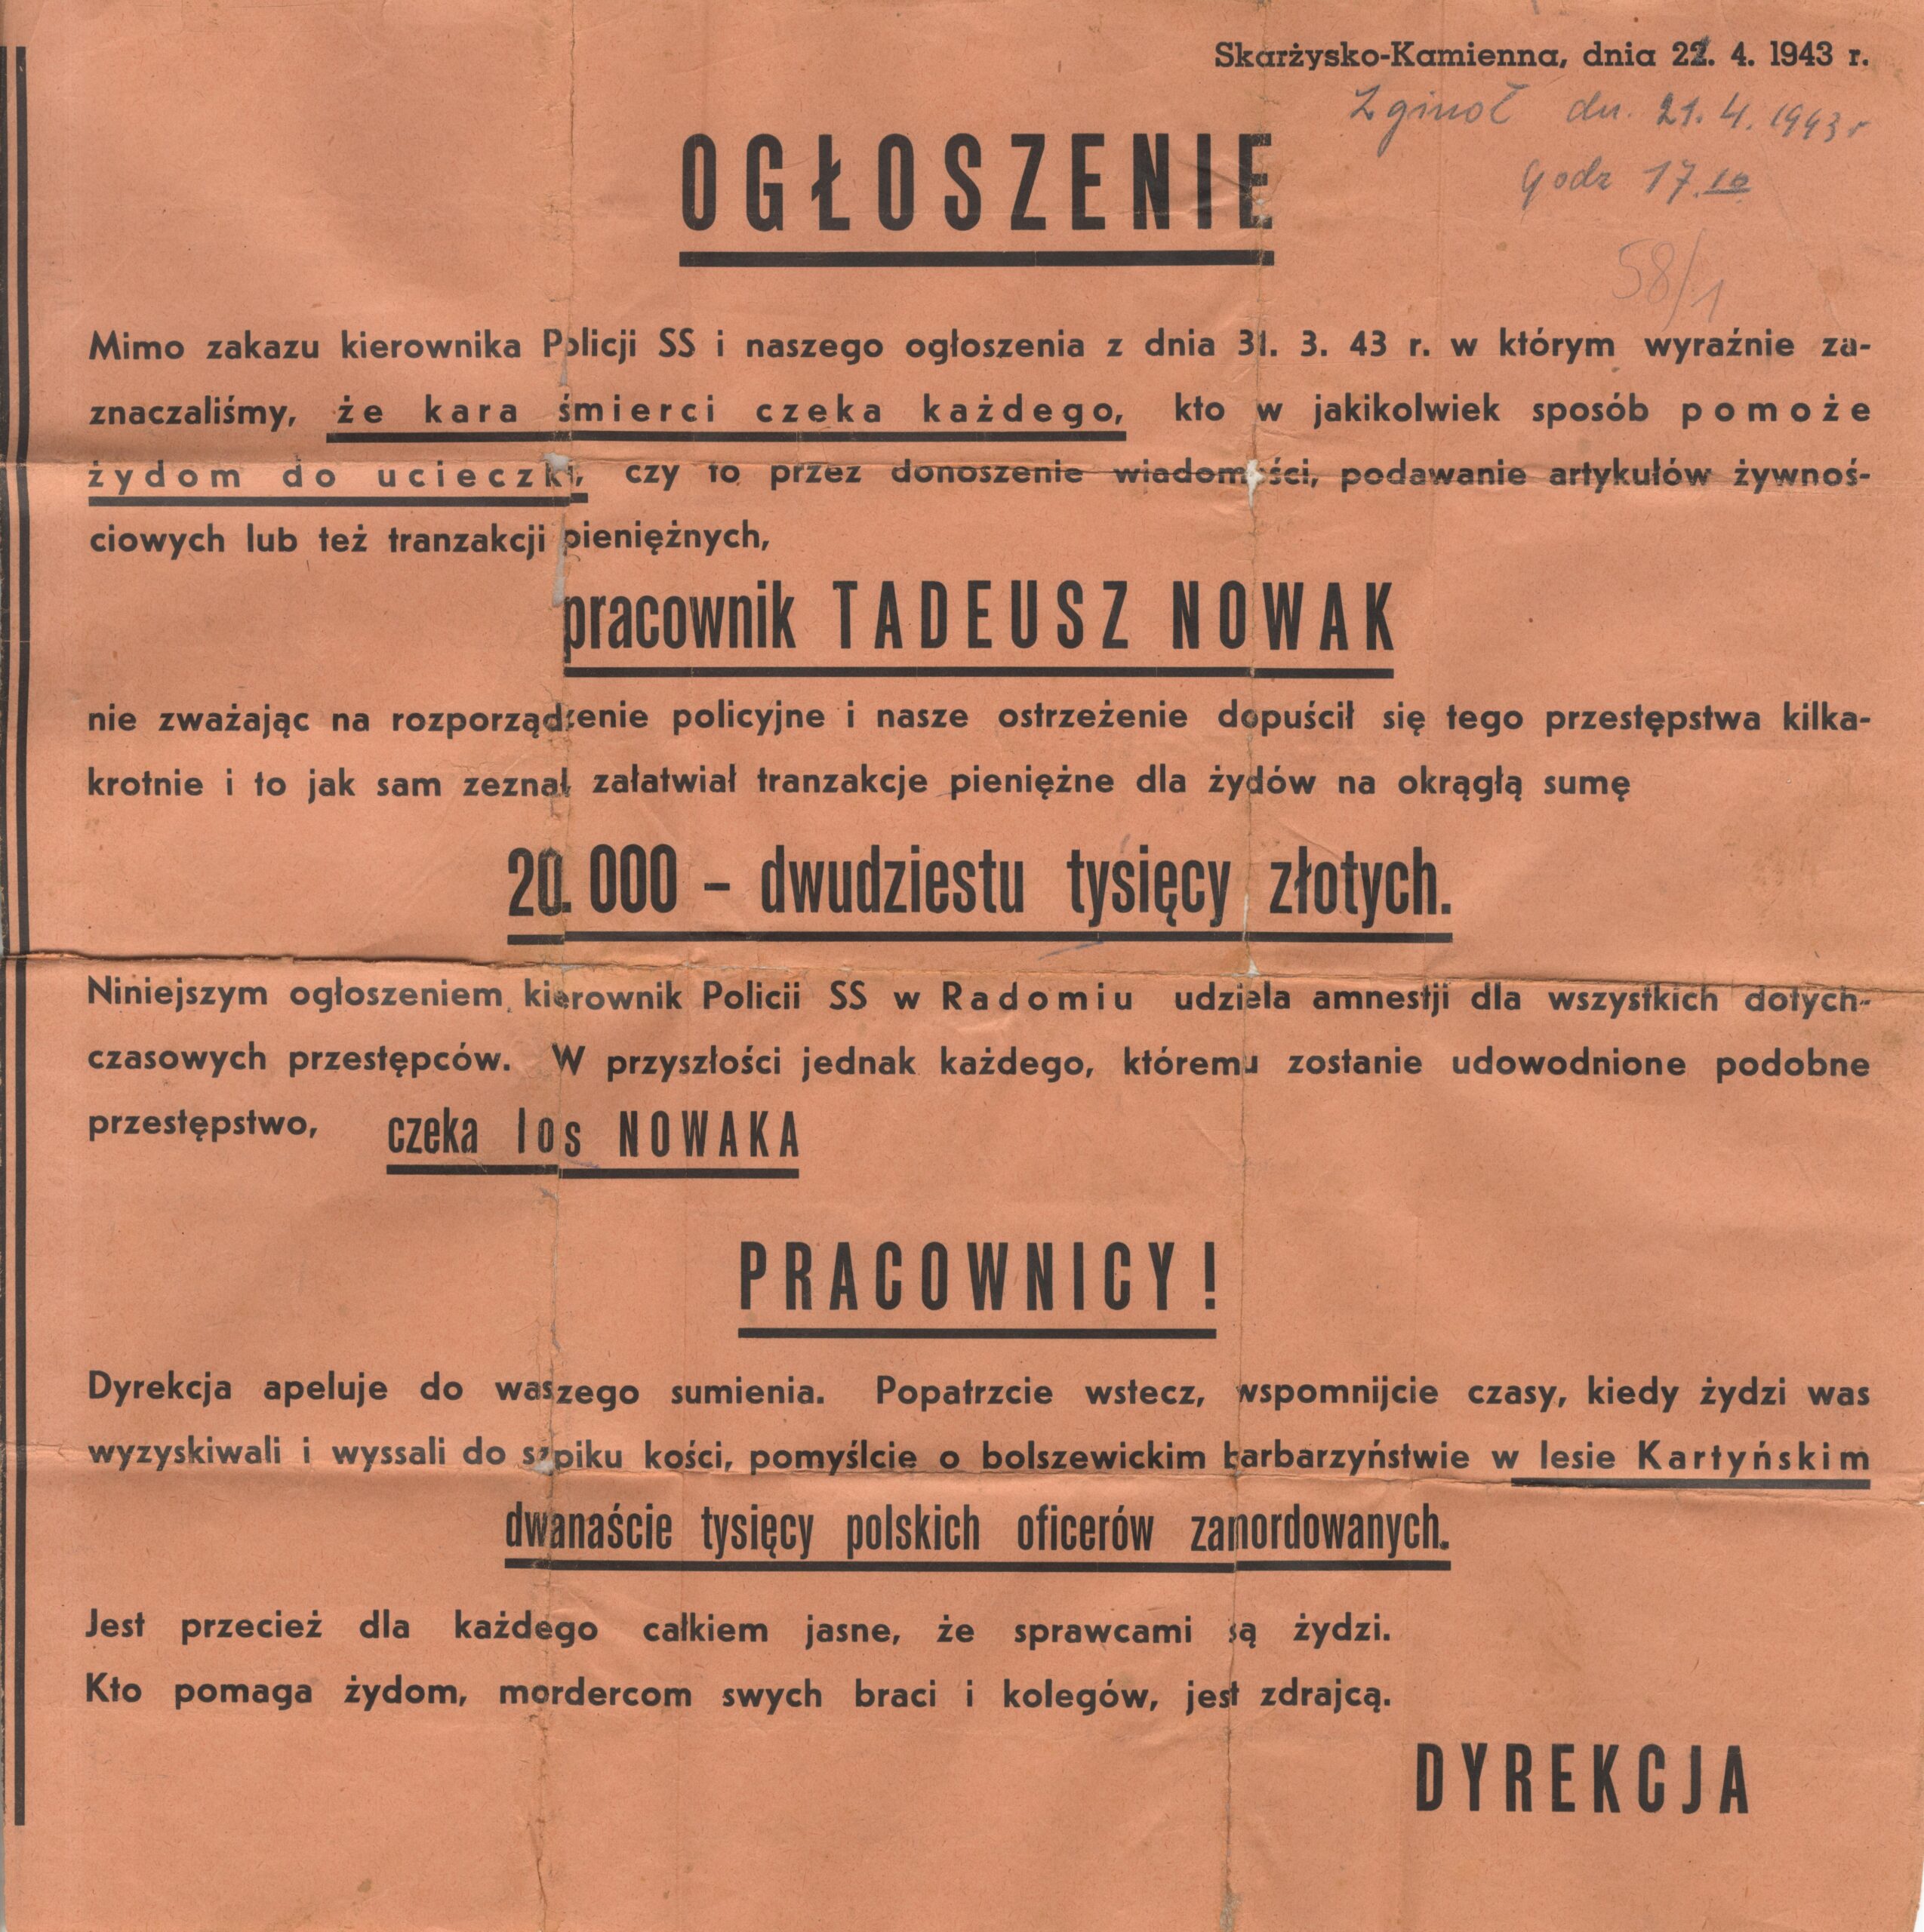 Skarżysko-Kamienna, dnia 22. 4. 1943 r.
Zginoł dn. 21. 4. 1943 r
godz 17.10
58/1
OGŁOSZENIE
Mimo zakazu kierownika Policji SS i naszego ogłoszenia z dnia 31. 3. 43 r. w którym wyraźnie za-
znaczaliśmy, że kara śmierci czeka każdego, kto w jakikolwiek sposób pomoże
żydom do ucieczki, czy to przez donoszenie wiadomości, podawanie artykułów żywnoś-
ciowych lub też tranzakcji pieniężnych,
pracownik TADEUSZ NOWAK
nie zważając na rozporządzenie policyjne i nasze ostrzeżenie dopuścił się tego przestępstwa kilka-
krotnie i to jak sam zeznał załatwiał tranzakcje pieniężne dla żydów na okrągłą sumę
20.000 – dwudziestu tysięcy złotych.
Niniejszym ogłoszeniem kierownik Policii SS w Radomiu udziela amnestji dla wszystkich dotych-
czasowych przestępców. W przyszłości jednak każdego, któremu zostanie udowodnione podobne
przestępstwo, czeka los NOWAKA
PRACOWNICY!
Dyrekcja apeluje do waszego sumienia. Popatrzcie wstecz, wspomnijcie czasy, kiedy żydzi was
wyzyskiwali i wyssali do szpiku kości, pomyślcie o bolszewickim barbarzyństwie w lesie Kartyńskim
dwanaście tysięcy polskich oficerów zamordowanych.
Jest przecież dla każdego całkiem jasne, że sprawcami są żydzi.
Kto pomaga żydom, mordercom swych braci i kolegów, jest zdrajcą.
DYREKCJA